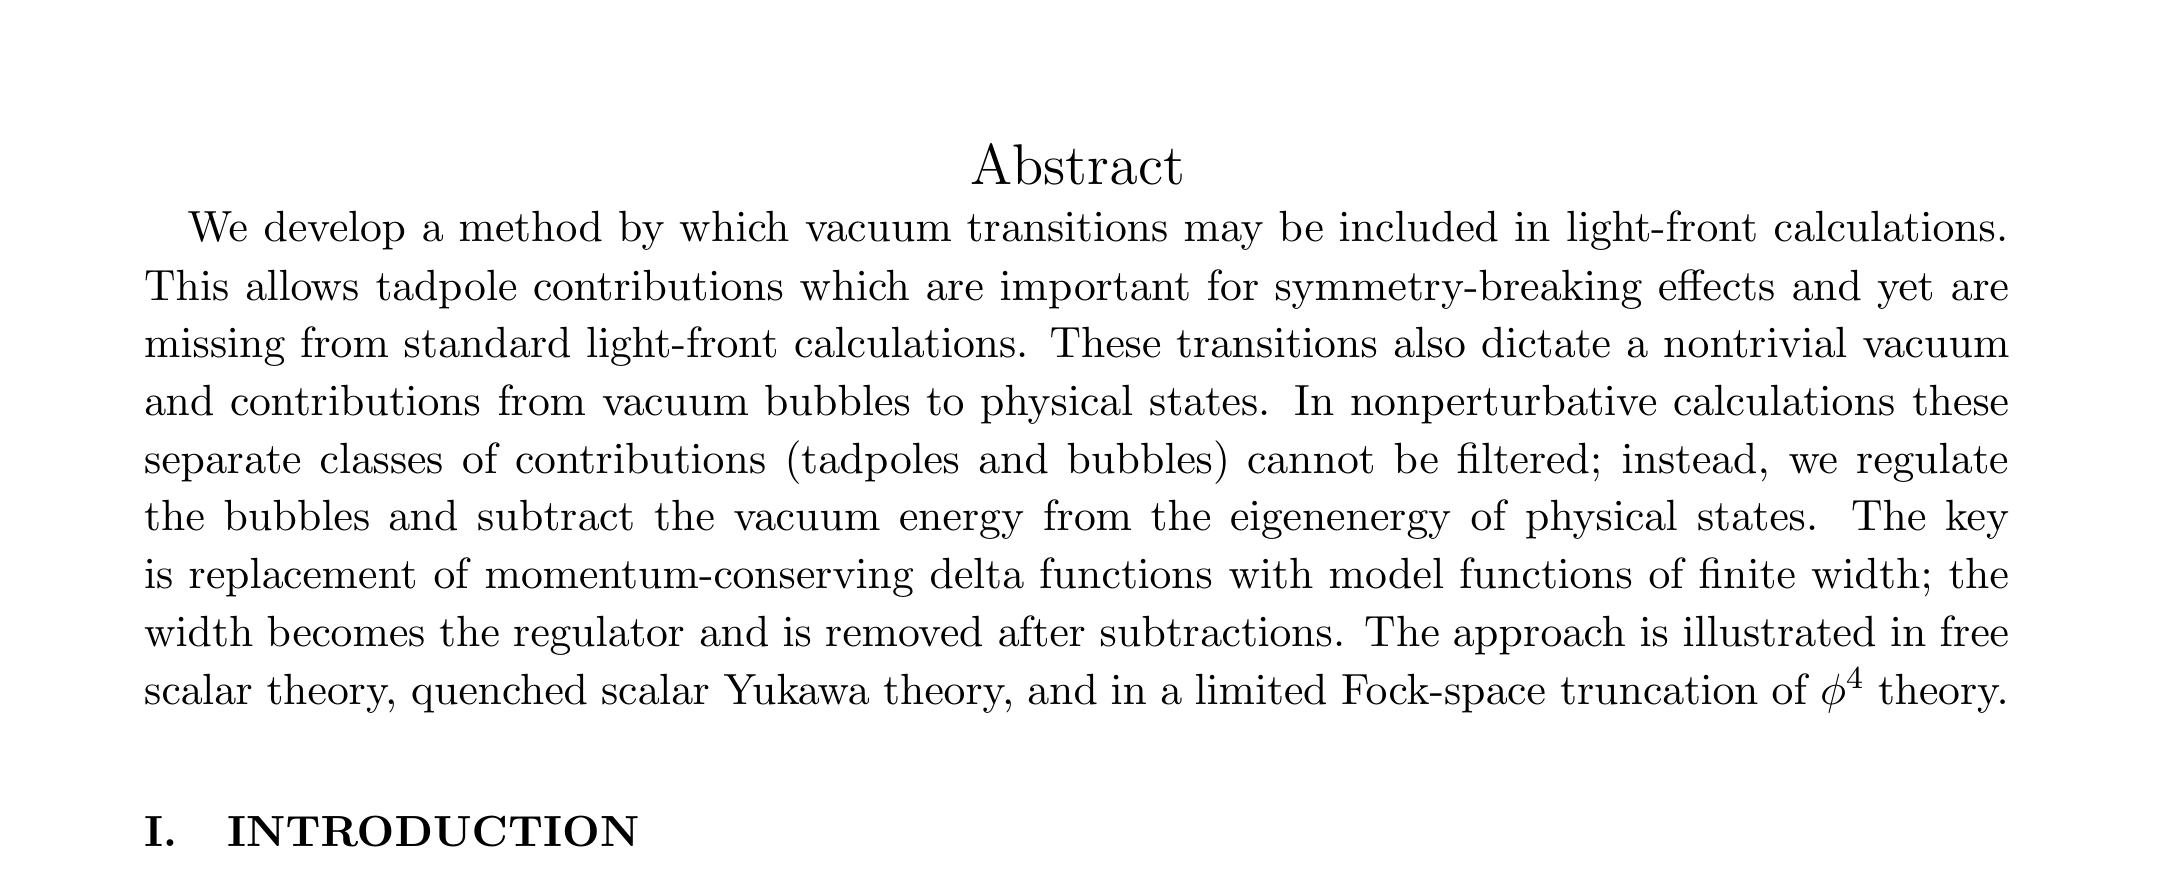 Abstract
We develop a method by which vacuum transitions may be included in light-front calculations.
This allows tadpole contributions which are important for symmetry-breaking effects and yet are
missing from standard light-front calculations. These transitions also dictate a nontrivial vacuum
and contributions from vacuum bubbles to physical states. In nonperturbative calculations these
separate classes of contributions (tadpoles and bubbles) cannot be filtered; instead, we regulate
the bubbles and subtract the vacuum energy from the eigenenergy of physical states. The key
is replacement of momentum-conserving delta functions with model functions of finite width; the
width becomes the regulator and is removed after subtractions. The approach is illustrated in free
scalar theory, quenched scalar Yukawa theory, and in a limited Fock-space truncation of ϕ⁴ theory.
I. INTRODUCTION